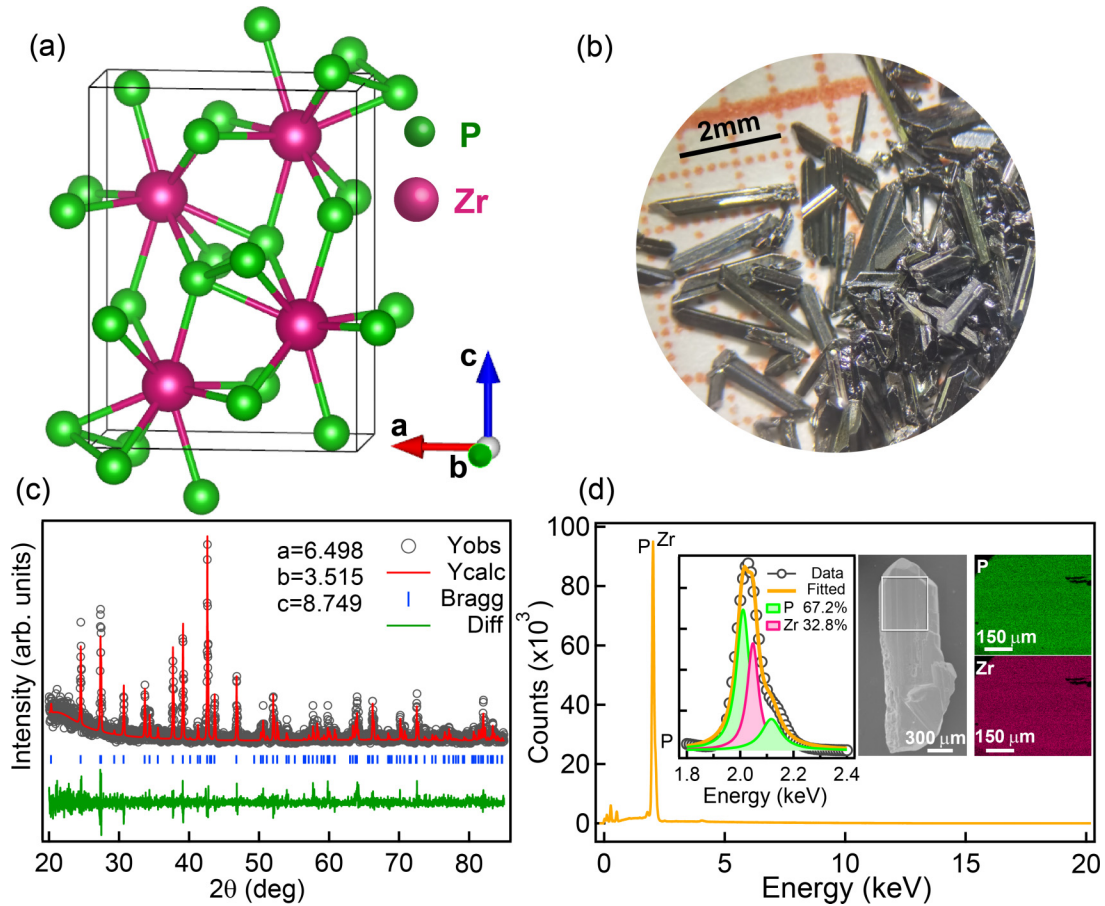 (a)
P
Zr
c
a
b
(b)
2mm
(c)
Intensity (arb. units)
a=6.498
b=3.515
c=8.749
Yobs
Ycalc
Bragg
Diff
20 30 40 50 60 70 80
2θ (deg)
(d)
Counts (x10³)
100
80
60
40
20
0
P Zr
P
Data
Fitted
P 67.2%
Zr 32.8%
1.8 2.0 2.2 2.4
Energy (keV)
300 μm
P
150 μm
Zr
150 μm
0 5 10 15 20
Energy (keV)